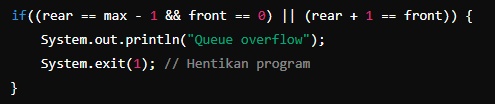 if((rear == max - 1 && front == 0) || (rear + 1 == front)) {
    System.out.println("Queue overflow");
    System.exit(1); // Hentikan program
}